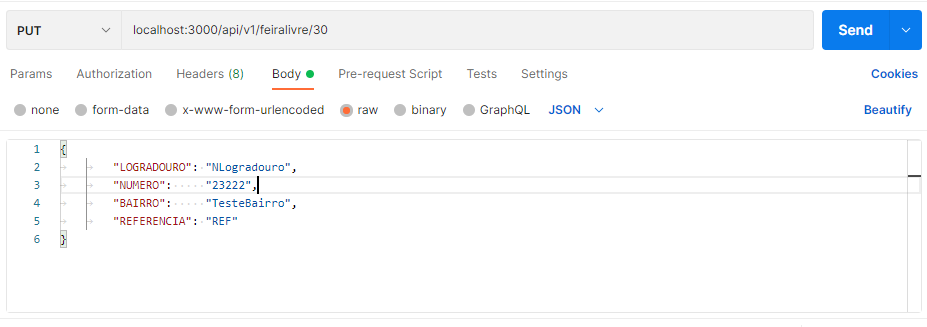 PUT localhost:3000/api/v1/feiralivre/30 Send
Params Authorization Headers (8) Body Pre-request Script Tests Settings Cookies
none form-data x-www-form-urlencoded raw binary GraphQL JSON Beautify
1 {
2 "LOGRADOURO": "NLogradouro",
3 "NUMERO": "23222",
4 "BAIRRO": "TesteBairro",
5 "REFERENCIA": "REF"
6 }